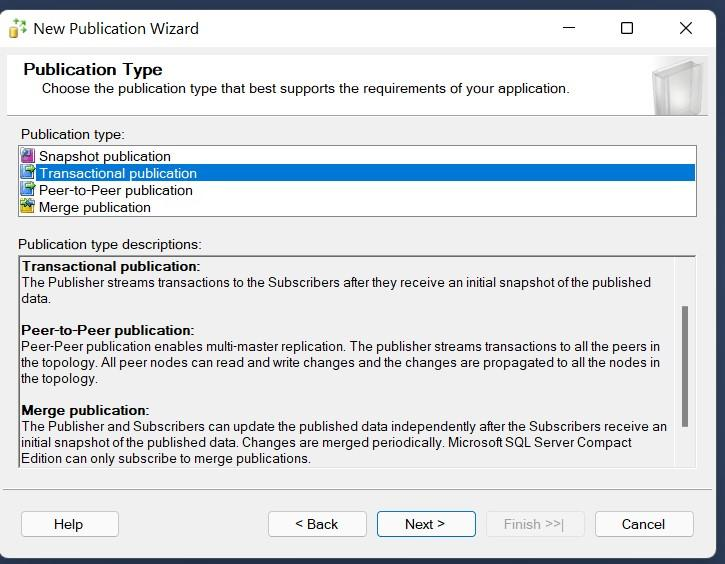 New Publication Wizard
Publication Type
Choose the publication type that best supports the requirements of your application.
Publication type:
Snapshot publication
Transactional publication
Peer-to-Peer publication
Merge publication
Publication type descriptions:
Transactional publication:
The Publisher streams transactions to the Subscribers after they receive an initial snapshot of the published
data.
Peer-to-Peer publication:
Peer-Peer publication enables multi-master replication. The publisher streams transactions to all the peers in
the topology. All peer nodes can read and write changes and the changes are propagated to all the nodes in
the topology.
Merge publication:
The Publisher and Subscribers can update the published data independently after the Subscribers receive an
initial snapshot of the published data. Changes are merged periodically. Microsoft SQL Server Compact
Edition can only subscribe to merge publications.
Help
< Back
Next >
Finish >>|
Cancel